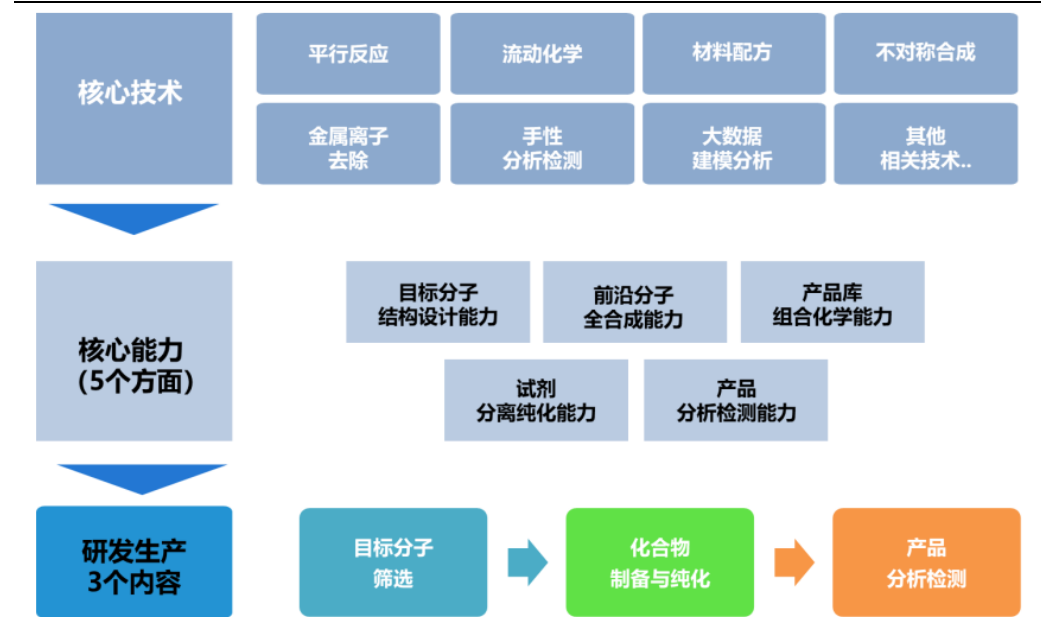 核心技术
平行反应
流动化学
材料配方
不对称合成
金属离子
去除
手性
分析检测
大数据
建模分析
其他
相关技术..
核心能力
（5个方面）
目标分子
结构设计能力
前沿分子
全合成能力
产品库
组合化学能力
试剂
分离纯化能力
产品
分析检测能力
研发生产
3个内容
目标分子
筛选
化合物
制备与纯化
产品
分析检测